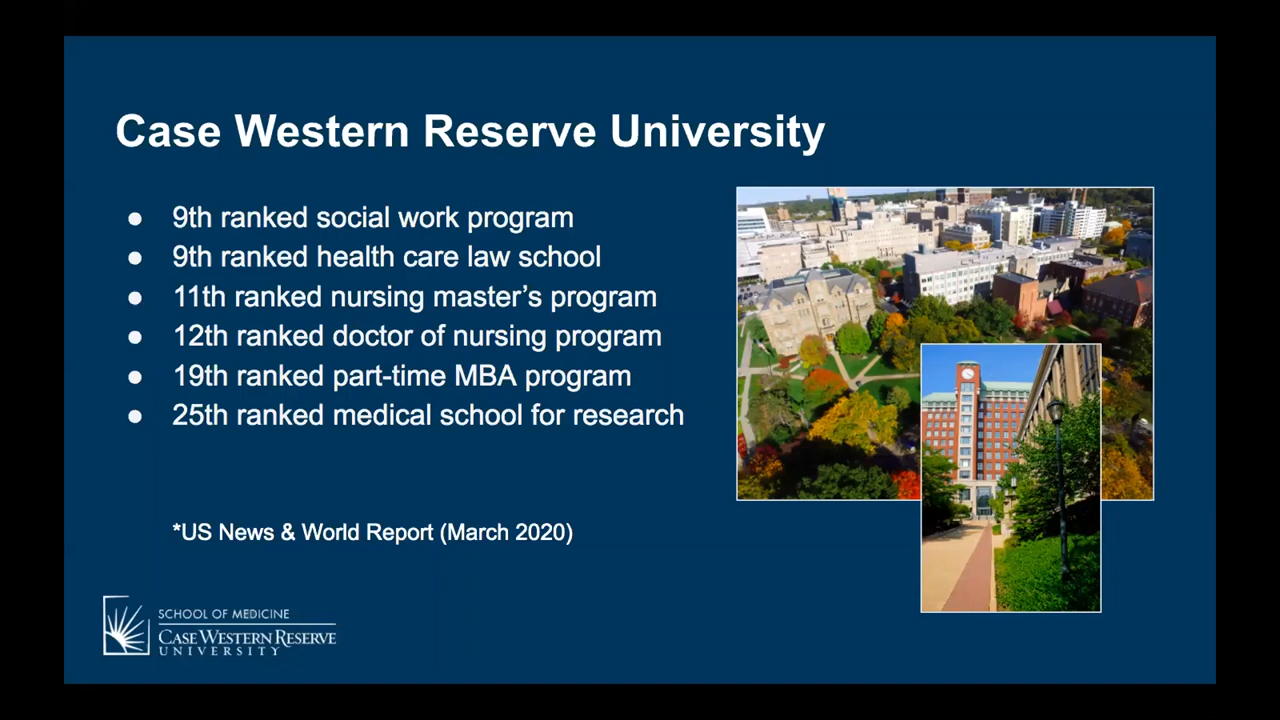 Case Western Reserve University
● 9th ranked social work program
● 9th ranked health care law school
● 11th ranked nursing master’s program
● 12th ranked doctor of nursing program
● 19th ranked part-time MBA program
● 25th ranked medical school for research
*US News & World Report (March 2020)
SCHOOL OF MEDICINE
CASE WESTERN RESERVE
UNIVERSITY